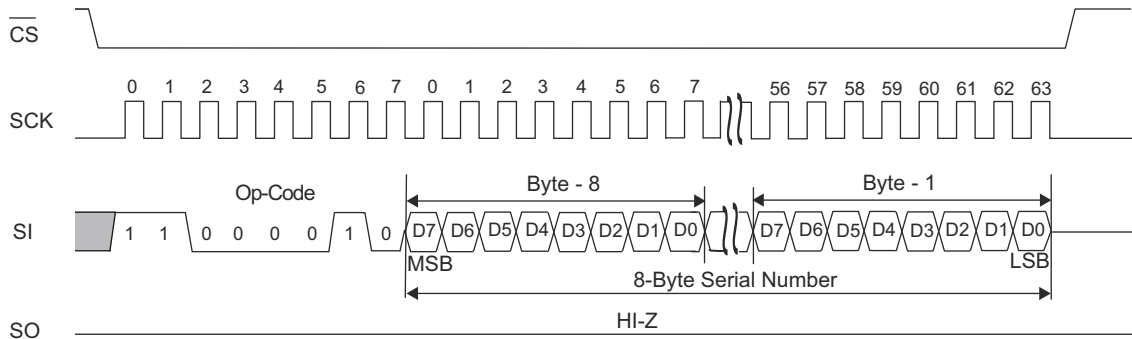 CS
0 1 2 3 4 5 6 7 0 1 2 3 4 5 6 7 56 57 58 59 60 61 62 63
SCK
Op-Code Byte - 8 Byte - 1
SI 1 1 0 0 0 0 1 0 D7 D6 D5 D4 D3 D2 D1 D0 D7 D6 D5 D4 D3 D2 D1 D0
MSB LSB
8-Byte Serial Number
HI-Z
SO